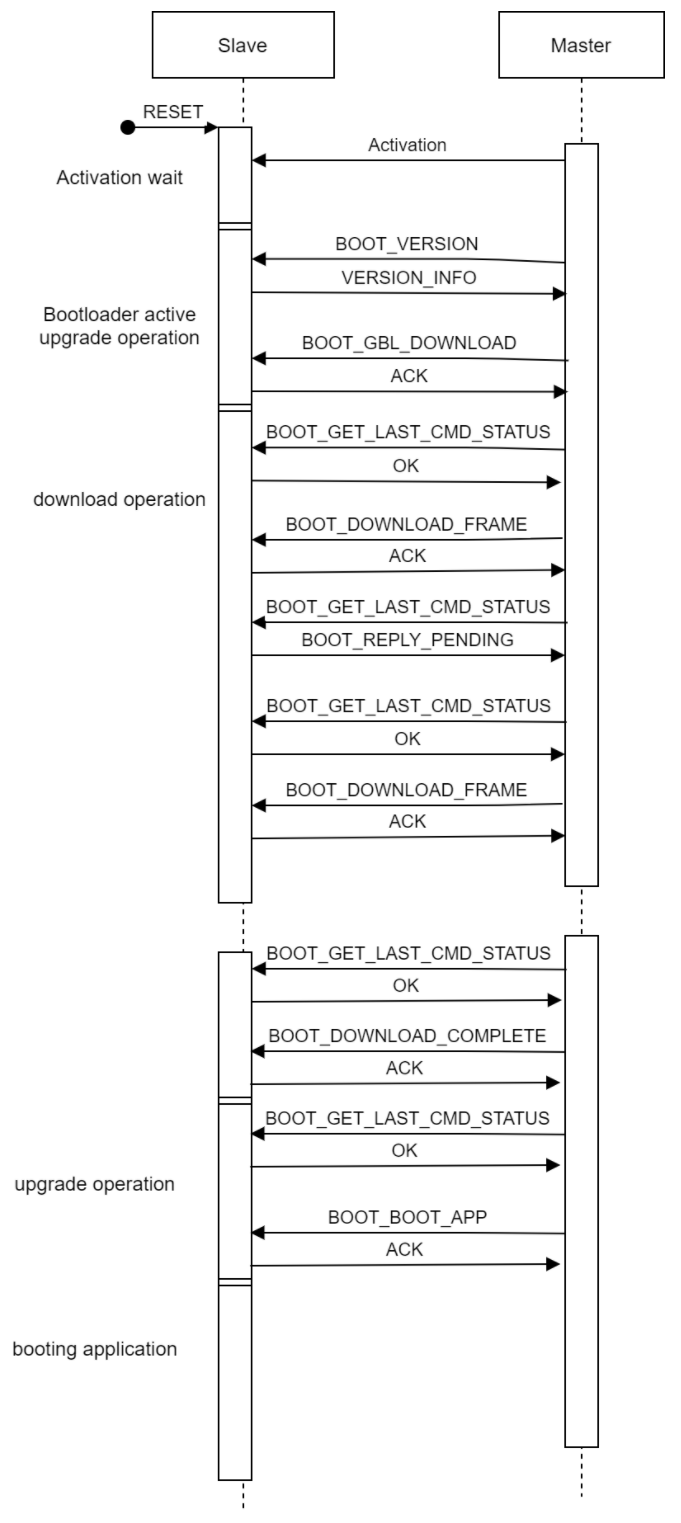 Slave
Master
RESET
Activation
Activation wait
BOOT_VERSION
VERSION_INFO
Bootloader active
upgrade operation
BOOT_GBL_DOWNLOAD
ACK
BOOT_GET_LAST_CMD_STATUS
OK
download operation
BOOT_DOWNLOAD_FRAME
ACK
BOOT_GET_LAST_CMD_STATUS
BOOT_REPLY_PENDING
BOOT_GET_LAST_CMD_STATUS
OK
BOOT_DOWNLOAD_FRAME
ACK
BOOT_GET_LAST_CMD_STATUS
OK
BOOT_DOWNLOAD_COMPLETE
ACK
BOOT_GET_LAST_CMD_STATUS
OK
upgrade operation
BOOT_BOOT_APP
ACK
booting application